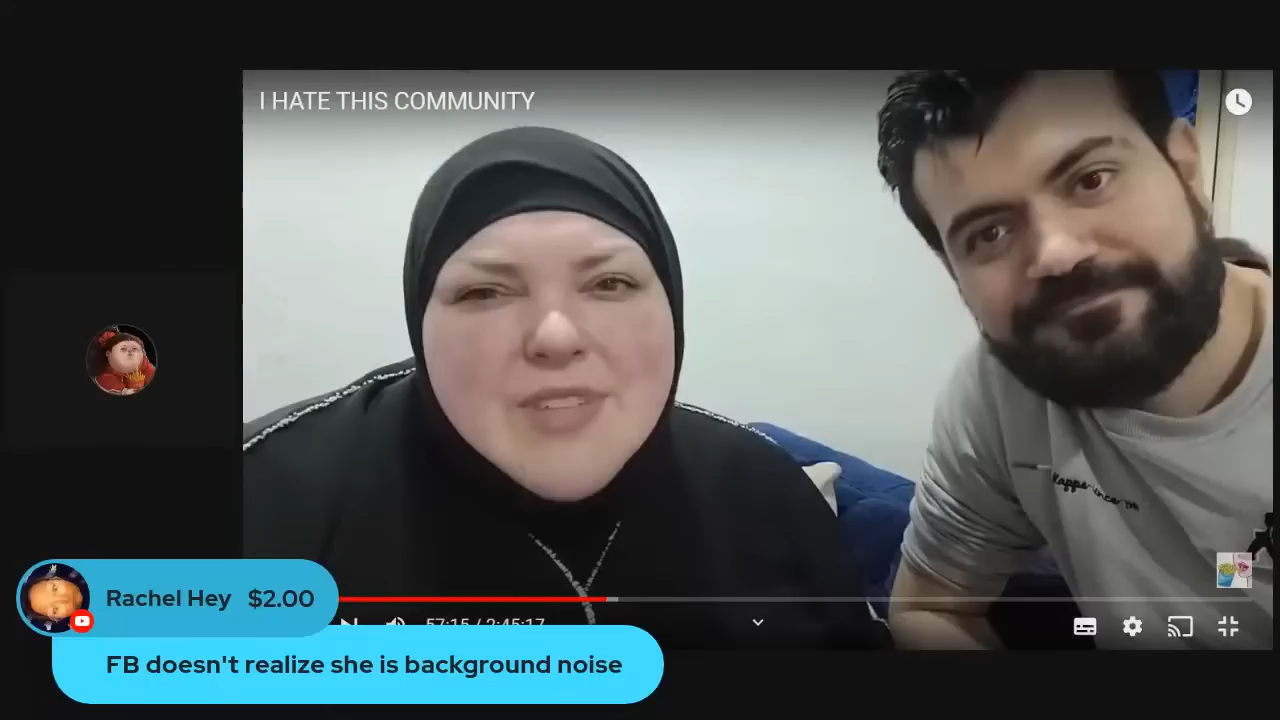 I HATE THIS COMMUNITY
57:15 / 2:45:17
Rachel Hey $2.00
FB doesn't realize she is background noise